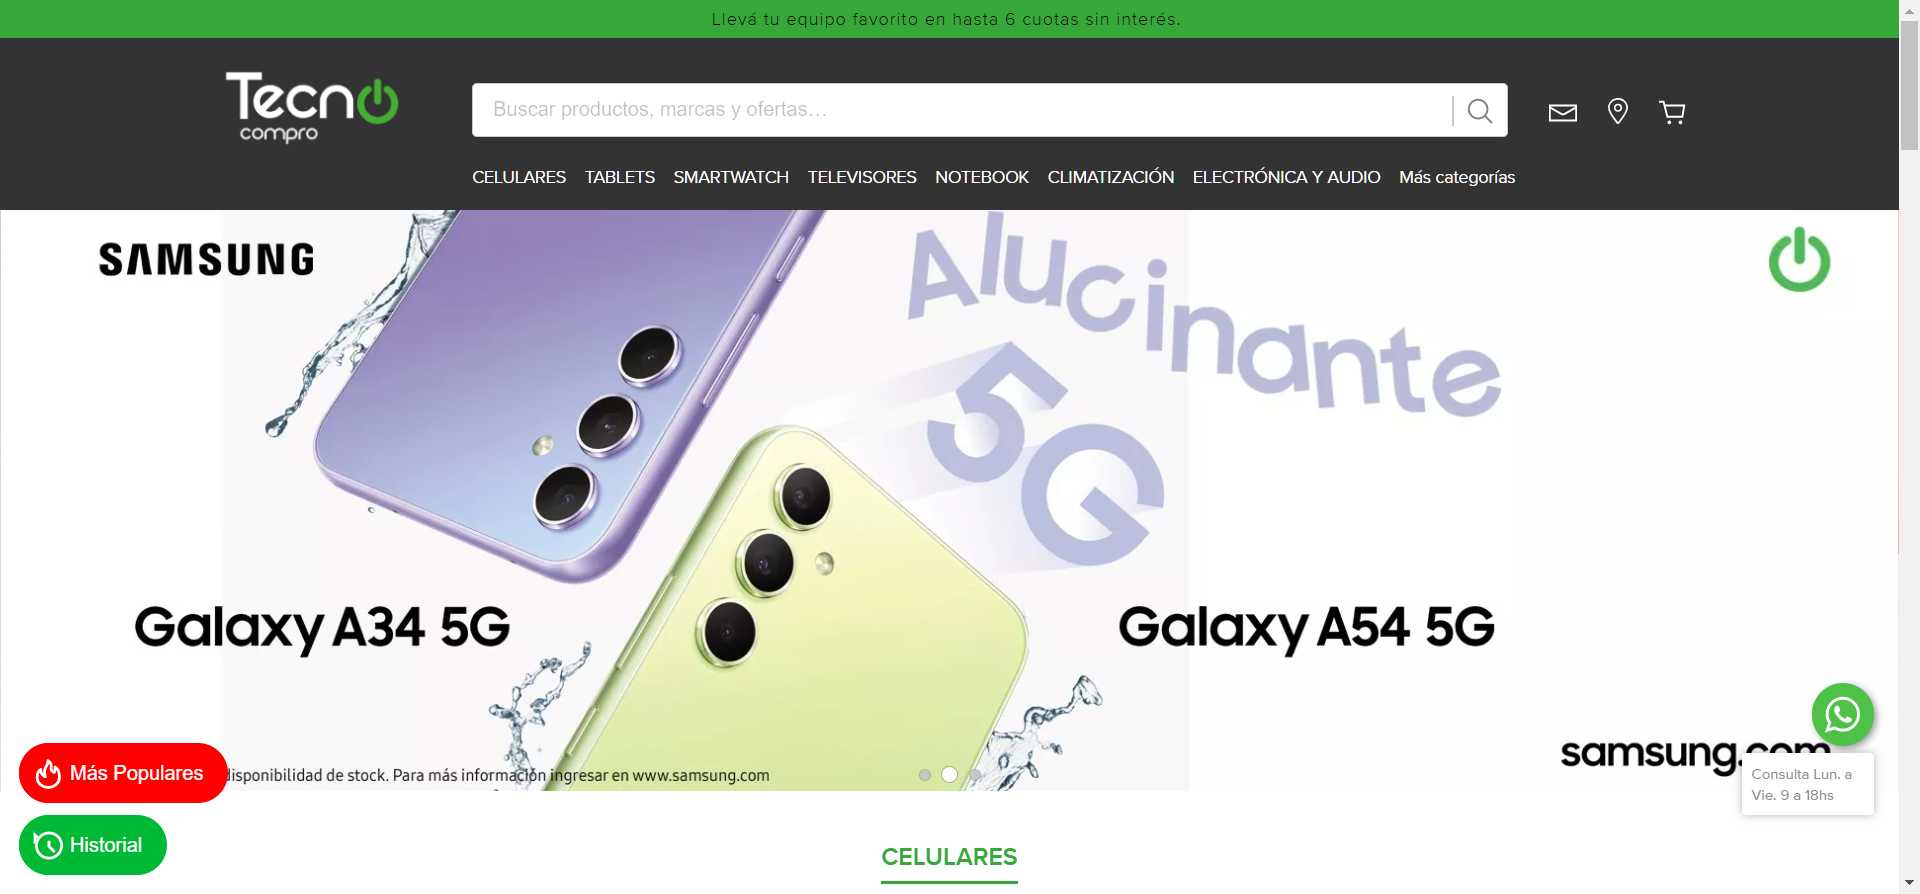 Llevá tu equipo favorito en hasta 6 cuotas sin interés.
Tecno
compro
Buscar productos, marcas y ofertas...
CELULARES TABLETS SMARTWATCH TELEVISORES NOTEBOOK CLIMATIZACIÓN ELECTRÓNICA Y AUDIO Más categorías
SAMSUNG
Alucinante
5G
Galaxy A34 5G
Galaxy A54 5G
samsung.com
Consulta Lun. a
Vie. 9 a 18hs
Más Populares
disponibilidad de stock. Para más información ingresar en www.samsung.com
Historial
CELULARES